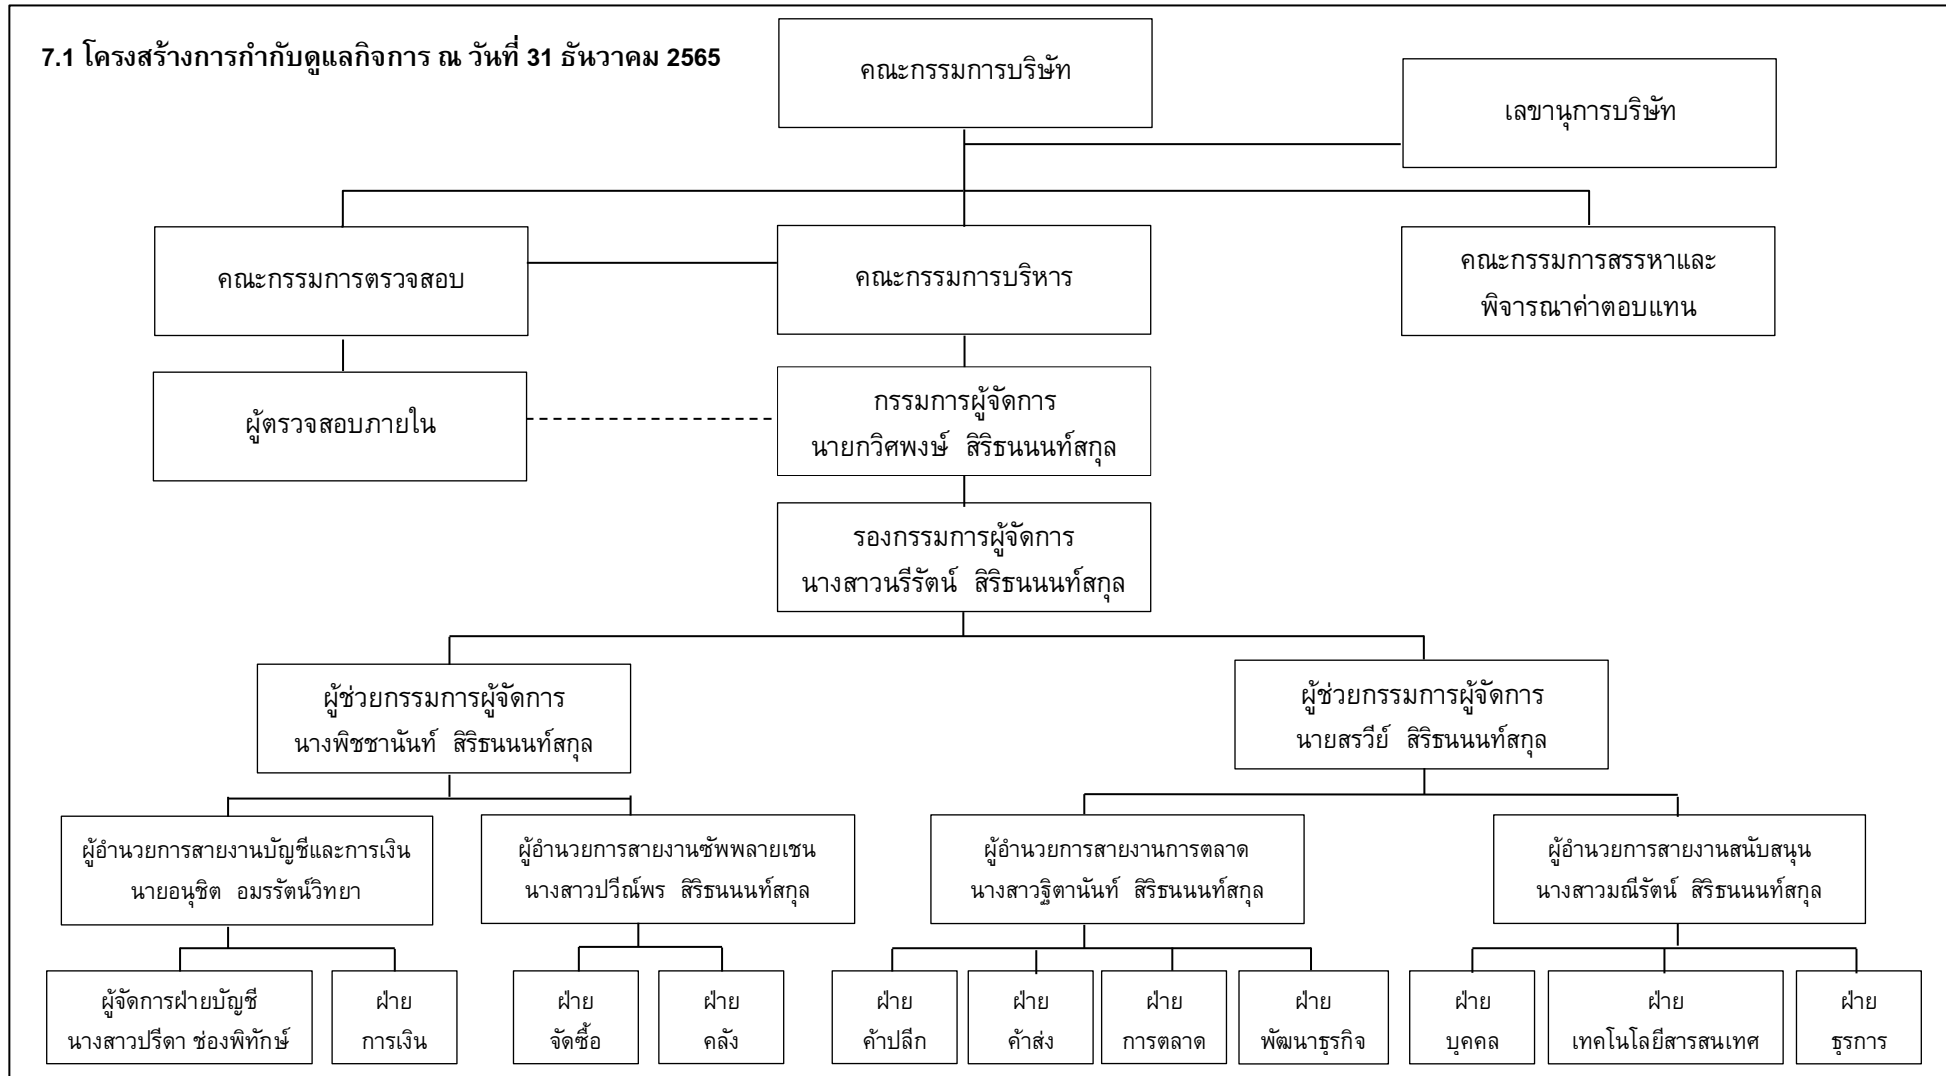 7.1 โครงสร้างการกำกับดูแลกิจการ ณ วันที่ 31 ธันวาคม 2565
คณะกรรมการบริษัท
เลขานุการบริษัท
คณะกรรมการตรวจสอบ
คณะกรรมการบริหาร
คณะกรรมการสรรหาและ
พิจารณาค่าตอบแทน
ผู้ตรวจสอบภายใน
กรรมการผู้จัดการ
นายกวิศพงษ์ สิริธนนนท์สกุล
รองกรรมการผู้จัดการ
นางสาวนรีรัตน์ สิริธนนนท์สกุล
ผู้ช่วยกรรมการผู้จัดการ
นางพิชชานันท์ สิริธนนนท์สกุล
ผู้ช่วยกรรมการผู้จัดการ
นายสรวีย์ สิริธนนนท์สกุล
ผู้อำนวยการสายงานบัญชีและการเงิน
นายอนุชิต อมรรัตน์วิทยา
ผู้อำนวยการสายงานซัพพลายเชน
นางสาวปวีณ์พร สิริธนนนท์สกุล
ผู้อำนวยการสายงานการตลาด
นางสาวฐิตานันท์ สิริธนนนท์สกุล
ผู้อำนวยการสายงานสนับสนุน
นางสาวมณีรัตน์ สิริธนนนท์สกุล
ผู้จัดการฝ่ายบัญชี
นางสาวปรีดา ช่องพิทักษ์
ฝ่าย
การเงิน
ฝ่าย
จัดซื้อ
ฝ่าย
คลัง
ฝ่าย
ค้าปลีก
ฝ่าย
ค้าส่ง
ฝ่าย
การตลาด
ฝ่าย
พัฒนาธุรกิจ
ฝ่าย
บุคคล
ฝ่าย
เทคโนโลยีสารสนเทศ
ฝ่าย
ธุรการ